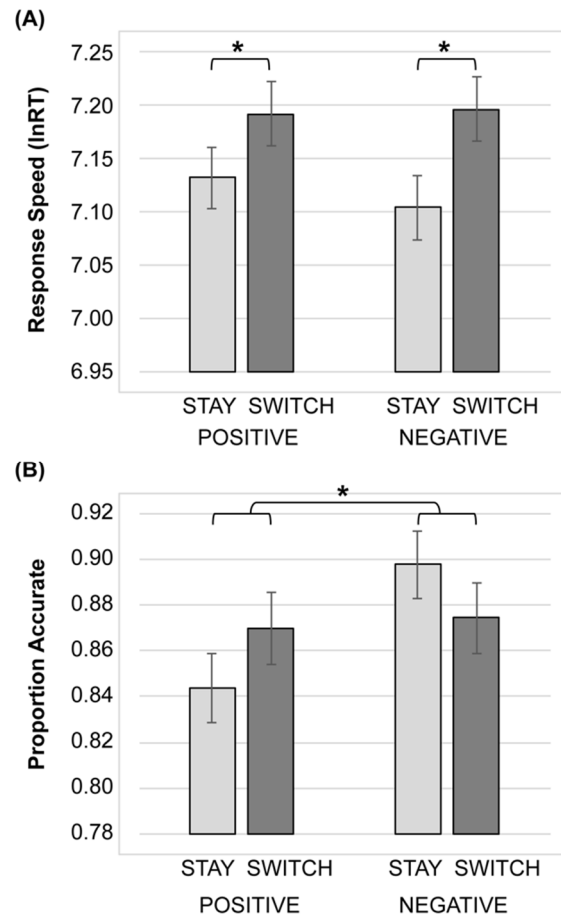 (A)
Response Speed (lnRT)
7.25
7.20
7.15
7.10
7.05
7.00
6.95
* *
STAY SWITCH STAY SWITCH
POSITIVE NEGATIVE
(B)
Proportion Accurate
0.92
0.90
0.88
0.86
0.84
0.82
0.80
0.78
*
STAY SWITCH STAY SWITCH
POSITIVE NEGATIVE